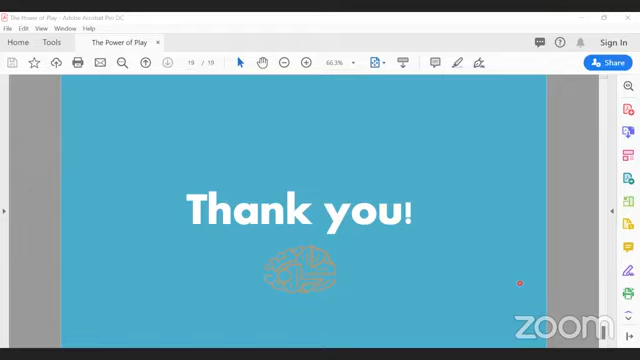 The Power of Play - Adobe Acrobat Pro DC
File Edit View Window Help
Home Tools The Power of Play × Sign In
19 / 19 66.3% Share
Thank you!
zoom